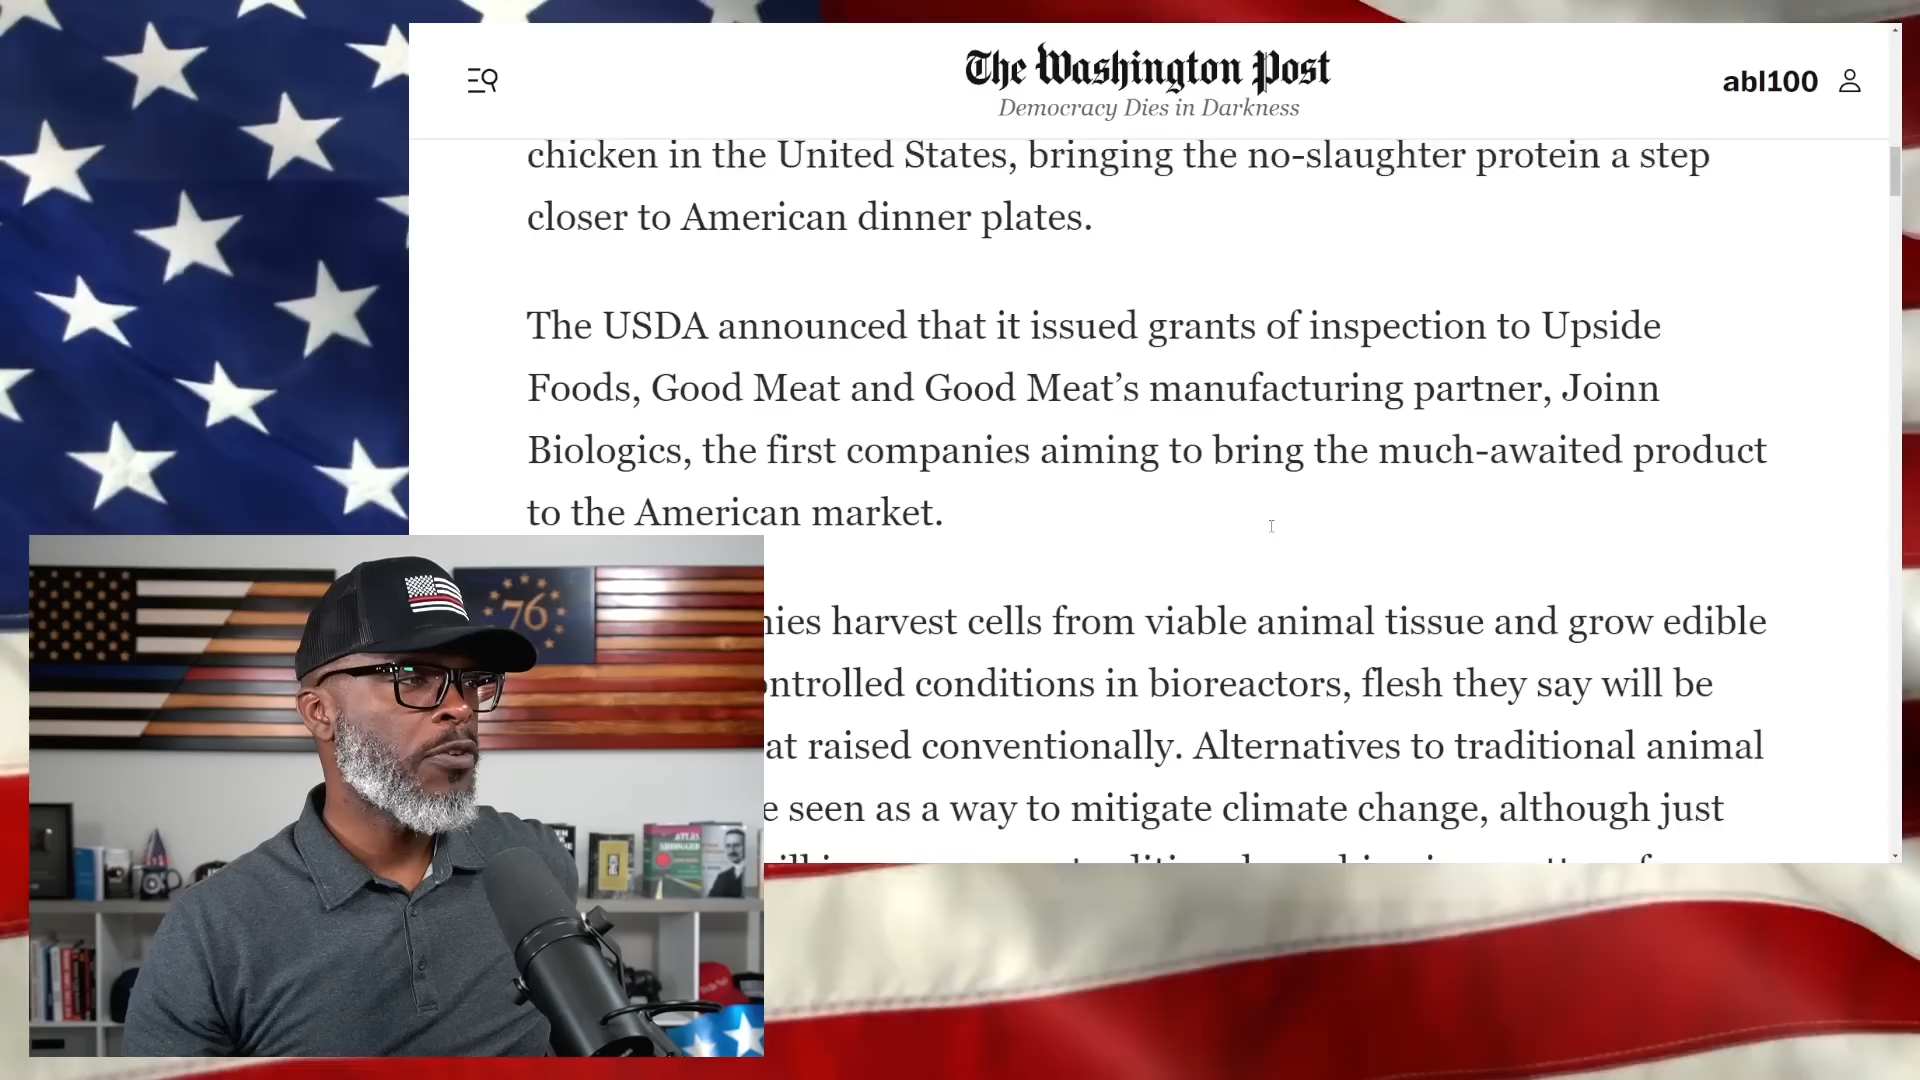 The Washington Post
Democracy Dies in Darkness
abl100
chicken in the United States, bringing the no-slaughter protein a step
closer to American dinner plates.
The USDA announced that it issued grants of inspection to Upside
Foods, Good Meat and Good Meat’s manufacturing partner, Joinn
Biologics, the first companies aiming to bring the much-awaited product
to the American market.
nies harvest cells from viable animal tissue and grow edible
ontrolled conditions in bioreactors, flesh they say will be
at raised conventionally. Alternatives to traditional animal
e seen as a way to mitigate climate change, although just
76
ATLAS
SHRUGGED